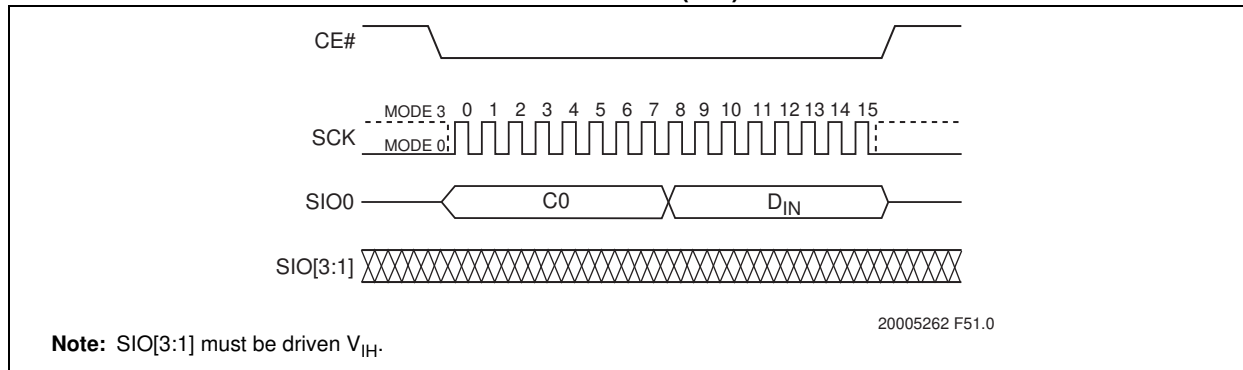 CE#
MODE 3 0 1 2 3 4 5 6 7 8 9 10 11 12 13 14 15
SCK
MODE 0
SIO0 C0 DIN
SIO[3:1]
20005262 F51.0
Note: SIO[3:1] must be driven VIH.